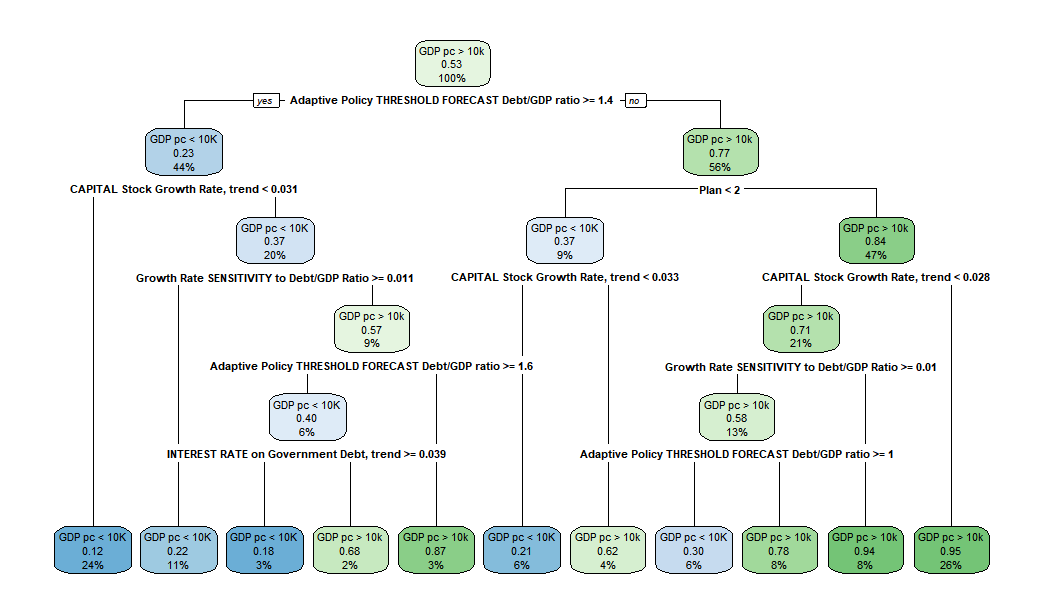 GDP pc > 10k
0.53
100%
yes Adaptive Policy THRESHOLD FORECAST Debt/GDP ratio >= 1.4 no
GDP pc < 10K
0.23
44%
GDP pc > 10k
0.77
56%
CAPITAL Stock Growth Rate, trend < 0.031
Plan < 2
GDP pc < 10K
0.37
20%
GDP pc < 10K
0.37
9%
GDP pc > 10k
0.84
47%
Growth Rate SENSITIVITY to Debt/GDP Ratio >= 0.011
CAPITAL Stock Growth Rate, trend < 0.033
CAPITAL Stock Growth Rate, trend < 0.028
GDP pc > 10k
0.57
9%
GDP pc > 10k
0.71
21%
Adaptive Policy THRESHOLD FORECAST Debt/GDP ratio >= 1.6
Growth Rate SENSITIVITY to Debt/GDP Ratio >= 0.01
GDP pc < 10K
0.40
6%
GDP pc > 10k
0.58
13%
INTEREST RATE on Government Debt, trend >= 0.039
Adaptive Policy THRESHOLD FORECAST Debt/GDP ratio >= 1
GDP pc < 10K
0.12
24%
GDP pc < 10K
0.22
11%
GDP pc < 10K
0.18
3%
GDP pc > 10k
0.68
2%
GDP pc > 10k
0.87
3%
GDP pc < 10K
0.21
6%
GDP pc > 10k
0.62
4%
GDP pc < 10K
0.30
6%
GDP pc > 10k
0.78
8%
GDP pc > 10k
0.94
8%
GDP pc > 10k
0.95
26%